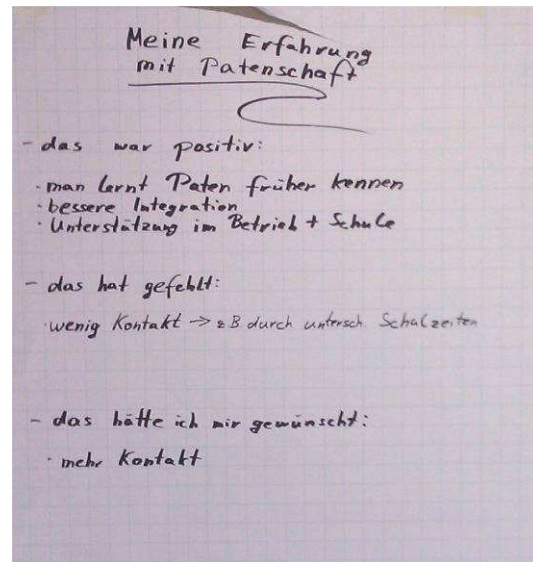 Meine Erfahrung
mit Patenschaft
- das war positiv:
· man lernt Paten früher kennen
· bessere Integration
· Unterstützung im Betrieb + Schule
- das hat gefehlt:
· wenig Kontakt → z B durch untersch. Schulzeiten
- das hätte ich mir gewünscht:
· mehr Kontakt